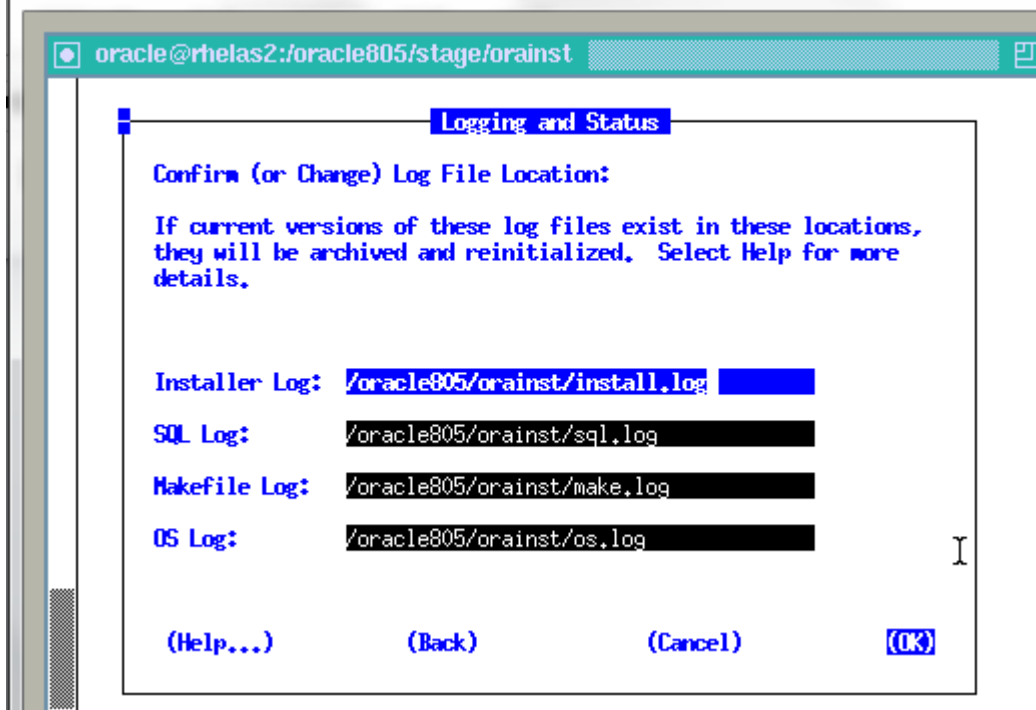 oracle@rhelas2:/oracle805/stage/orainst
Logging and Status
Confirm (or Change) Log File Location:
If current versions of these log files exist in these locations,
they will be archived and reinitialized.  Select Help for more
details.
Installer Log: /oracle805/orainst/install.log
SQL Log: /oracle805/orainst/sql.log
Makefile Log: /oracle805/orainst/make.log
OS Log: /oracle805/orainst/os.log
(Help...) (Back) (Cancel) (OK)